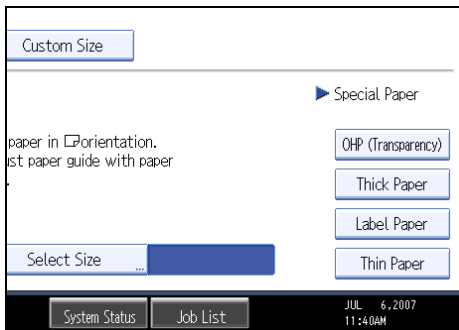 Custom Size
Special Paper
paper in orientation.
ust paper guide with paper
.
OHP (Transparency)
Thick Paper
Label Paper
Select Size ...
Thin Paper
System Status
Job List
JUL 6,2007
11:40AM